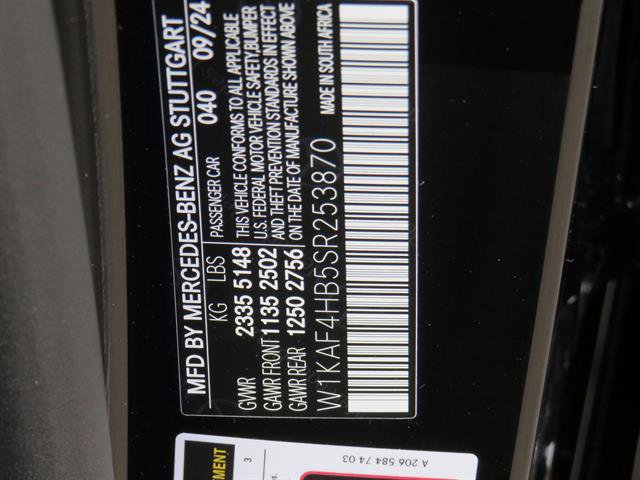 MFD BY MERCEDES-BENZ AG STUTTGART
040 09/24
KG LBS PASSENGER CAR
GVWR 2335 5148 THIS VEHICLE CONFORMS TO ALL APPLICABLE
GAWR FRONT 1135 2502 U.S. FEDERAL MOTOR VEHICLE SAFETY,BUMPER
AND THEFT PREVENTION STANDARDS IN EFFECT
GAWR REAR 1250 2756 ON THE DATE OF MANUFACTURE SHOWN ABOVE
W1KAF4HB5SR253870 MADE IN SOUTH AFRICA
3
A 206 584 74 03